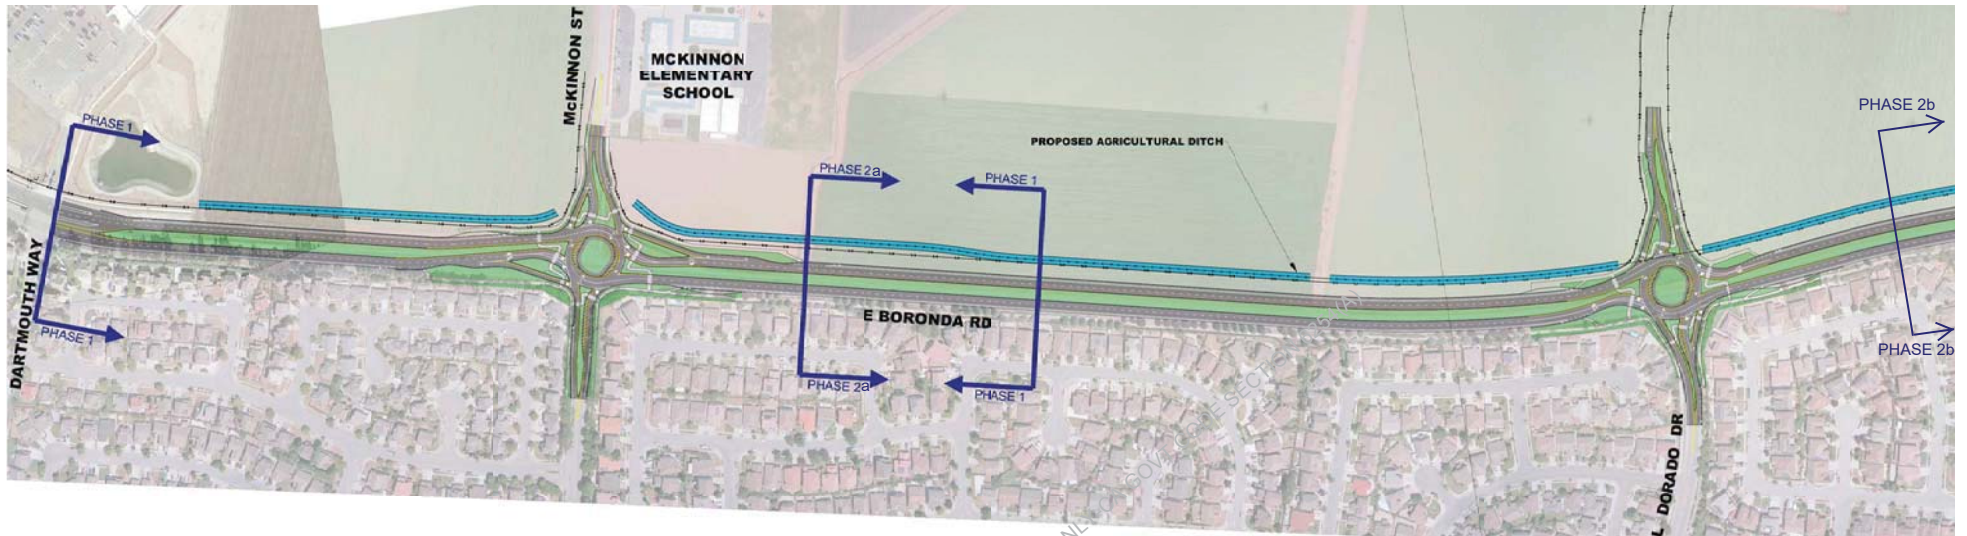 McKINNON ST
MCKINNON
ELEMENTARY
SCHOOL
PHASE 1
PHASE 2b
PROPOSED AGRICULTURAL DITCH
PHASE 2a
PHASE 1
DARTMOUTH WAY
E BORONDA RD
PHASE 1
PHASE 2b
PHASE 2a
PHASE 1
L DORADO DR